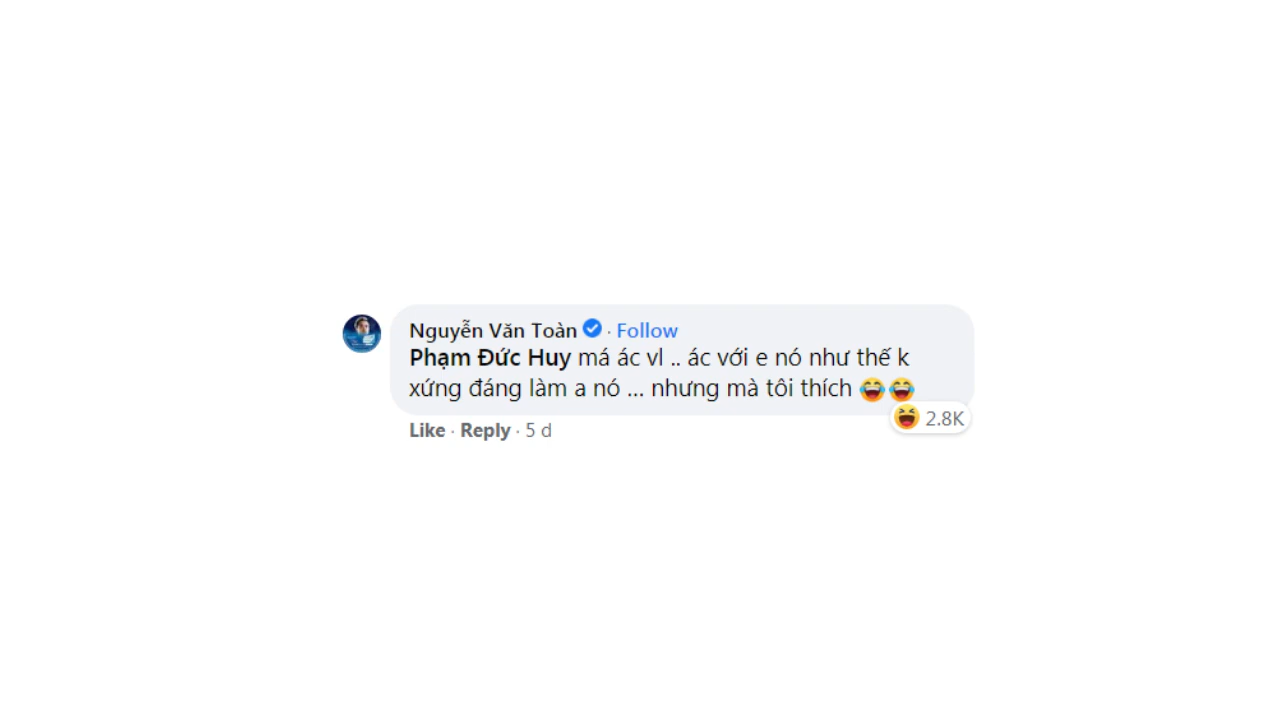 Nguyễn Văn Toàn · Follow
Phạm Đức Huy má ác vl .. ác với e nó như thế k
xứng đáng làm a nó ... nhưng mà tôi thích 😂😂
2.8K
Like · Reply · 5 d